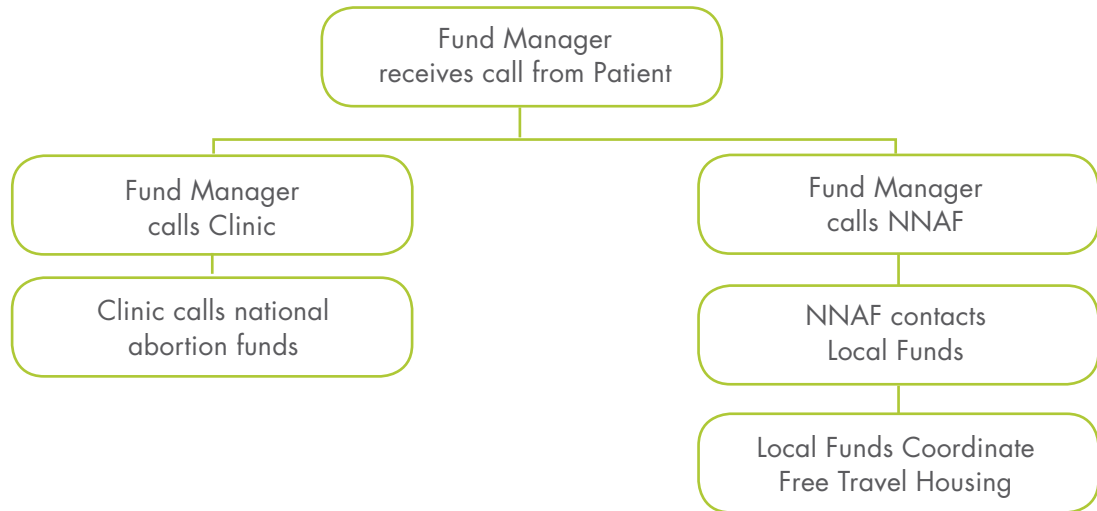 Fund Manager
receives call from Patient
Fund Manager
calls Clinic
Clinic calls national
abortion funds
Fund Manager
calls NNAF
NNAF contacts
Local Funds
Local Funds Coordinate
Free Travel Housing